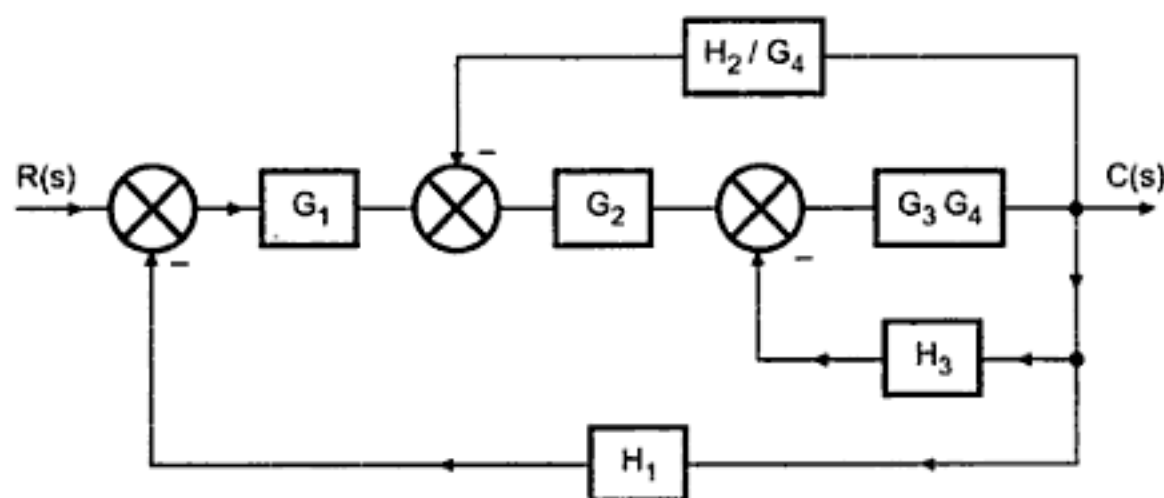 H₂ / G₄
−
R(s)
G₁
G₂
G₃ G₄
C(s)
−
−
H₃
H₁